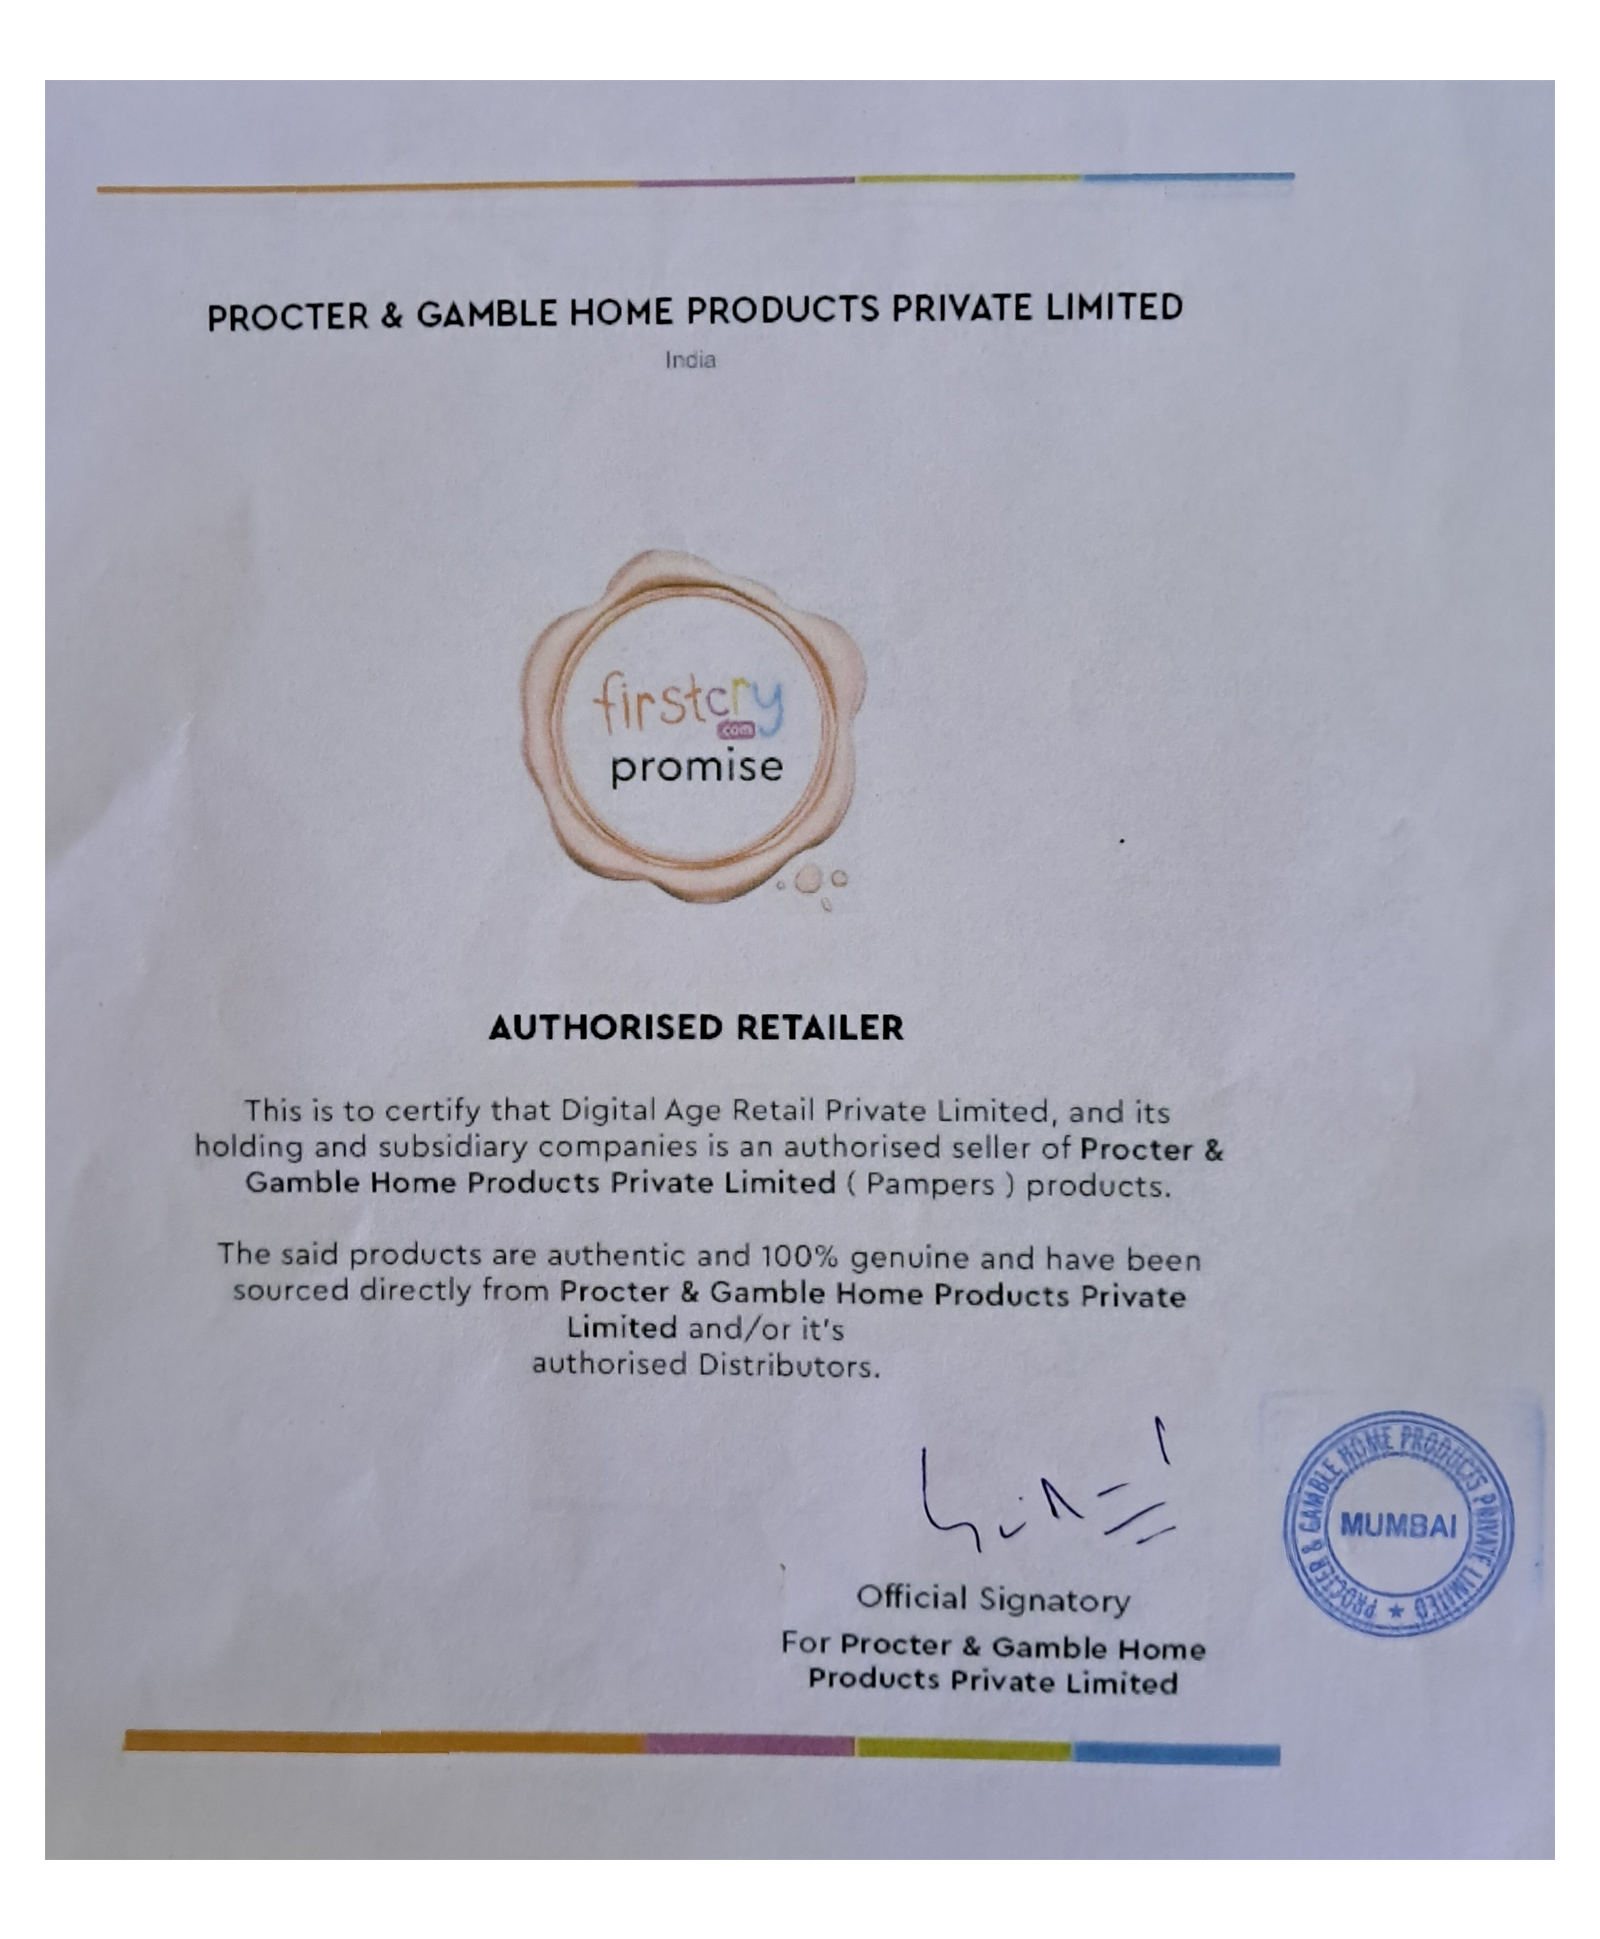 PROCTER & GAMBLE HOME PRODUCTS PRIVATE LIMITED
India
firstcry
com
promise
AUTHORISED RETAILER
This is to certify that Digital Age Retail Private Limited, and its
holding and subsidiary companies is an authorised seller of Procter &
Gamble Home Products Private Limited ( Pampers ) products.
The said products are authentic and 100% genuine and have been
sourced directly from Procter & Gamble Home Products Private
Limited and/or it's
authorised Distributors.
Official Signatory
For Procter & Gamble Home
Products Private Limited
PROCTER & GAMBLE HOME PRODUCTS PRIVATE LIMITED ★
MUMBAI